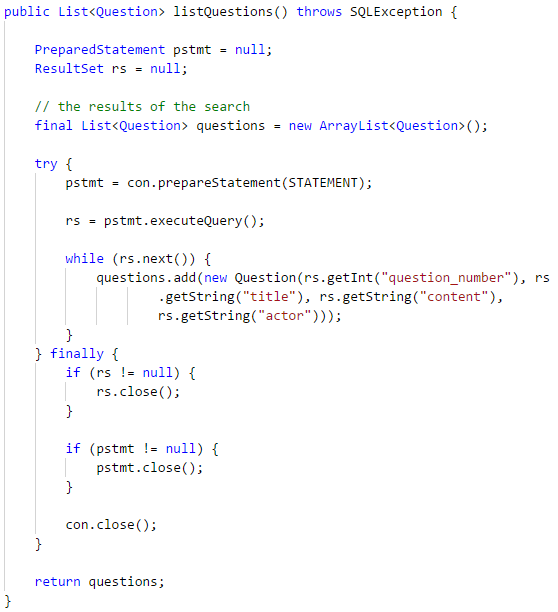 public List<Question> listQuestions() throws SQLException {
PreparedStatement pstmt = null;
ResultSet rs = null;
// the results of the search
final List<Question> questions = new ArrayList<Question>();
try {
pstmt = con.prepareStatement(STATEMENT);
rs = pstmt.executeQuery();
while (rs.next()) {
questions.add(new Question(rs.getInt("question_number"), rs
.getString("title"), rs.getString("content"),
rs.getString("actor")));
}
} finally {
if (rs != null) {
rs.close();
}
if (pstmt != null) {
pstmt.close();
}
con.close();
}
return questions;
}